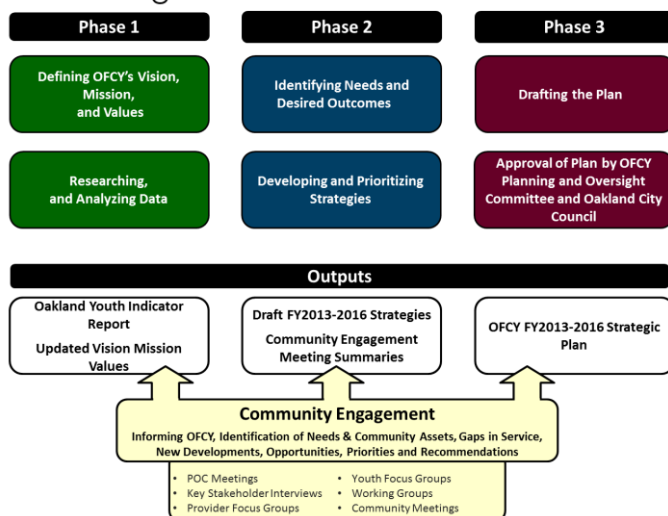 Phase 1
Phase 2
Phase 3
Defining OFCY's Vision,
Mission,
and Values
Identifying Needs and
Desired Outcomes
Drafting the Plan
Researching,
and Analyzing Data
Developing and Prioritizing
Strategies
Approval of Plan by OFCY
Planning and Oversight
Committee and Oakland City
Council
Outputs
Oakland Youth Indicator
Report
Updated Vision Mission
Values
Draft FY2013-2016 Strategies
Community Engagement
Meeting Summaries
OFCY FY2013-2016 Strategic
Plan
Community Engagement
Informing OFCY, Identification of Needs & Community Assets, Gaps in Service,
New Developments, Opportunities, Priorities and Recommendations
• POC Meetings
• Key Stakeholder Interviews
• Provider Focus Groups
• Youth Focus Groups
• Working Groups
• Community Meetings